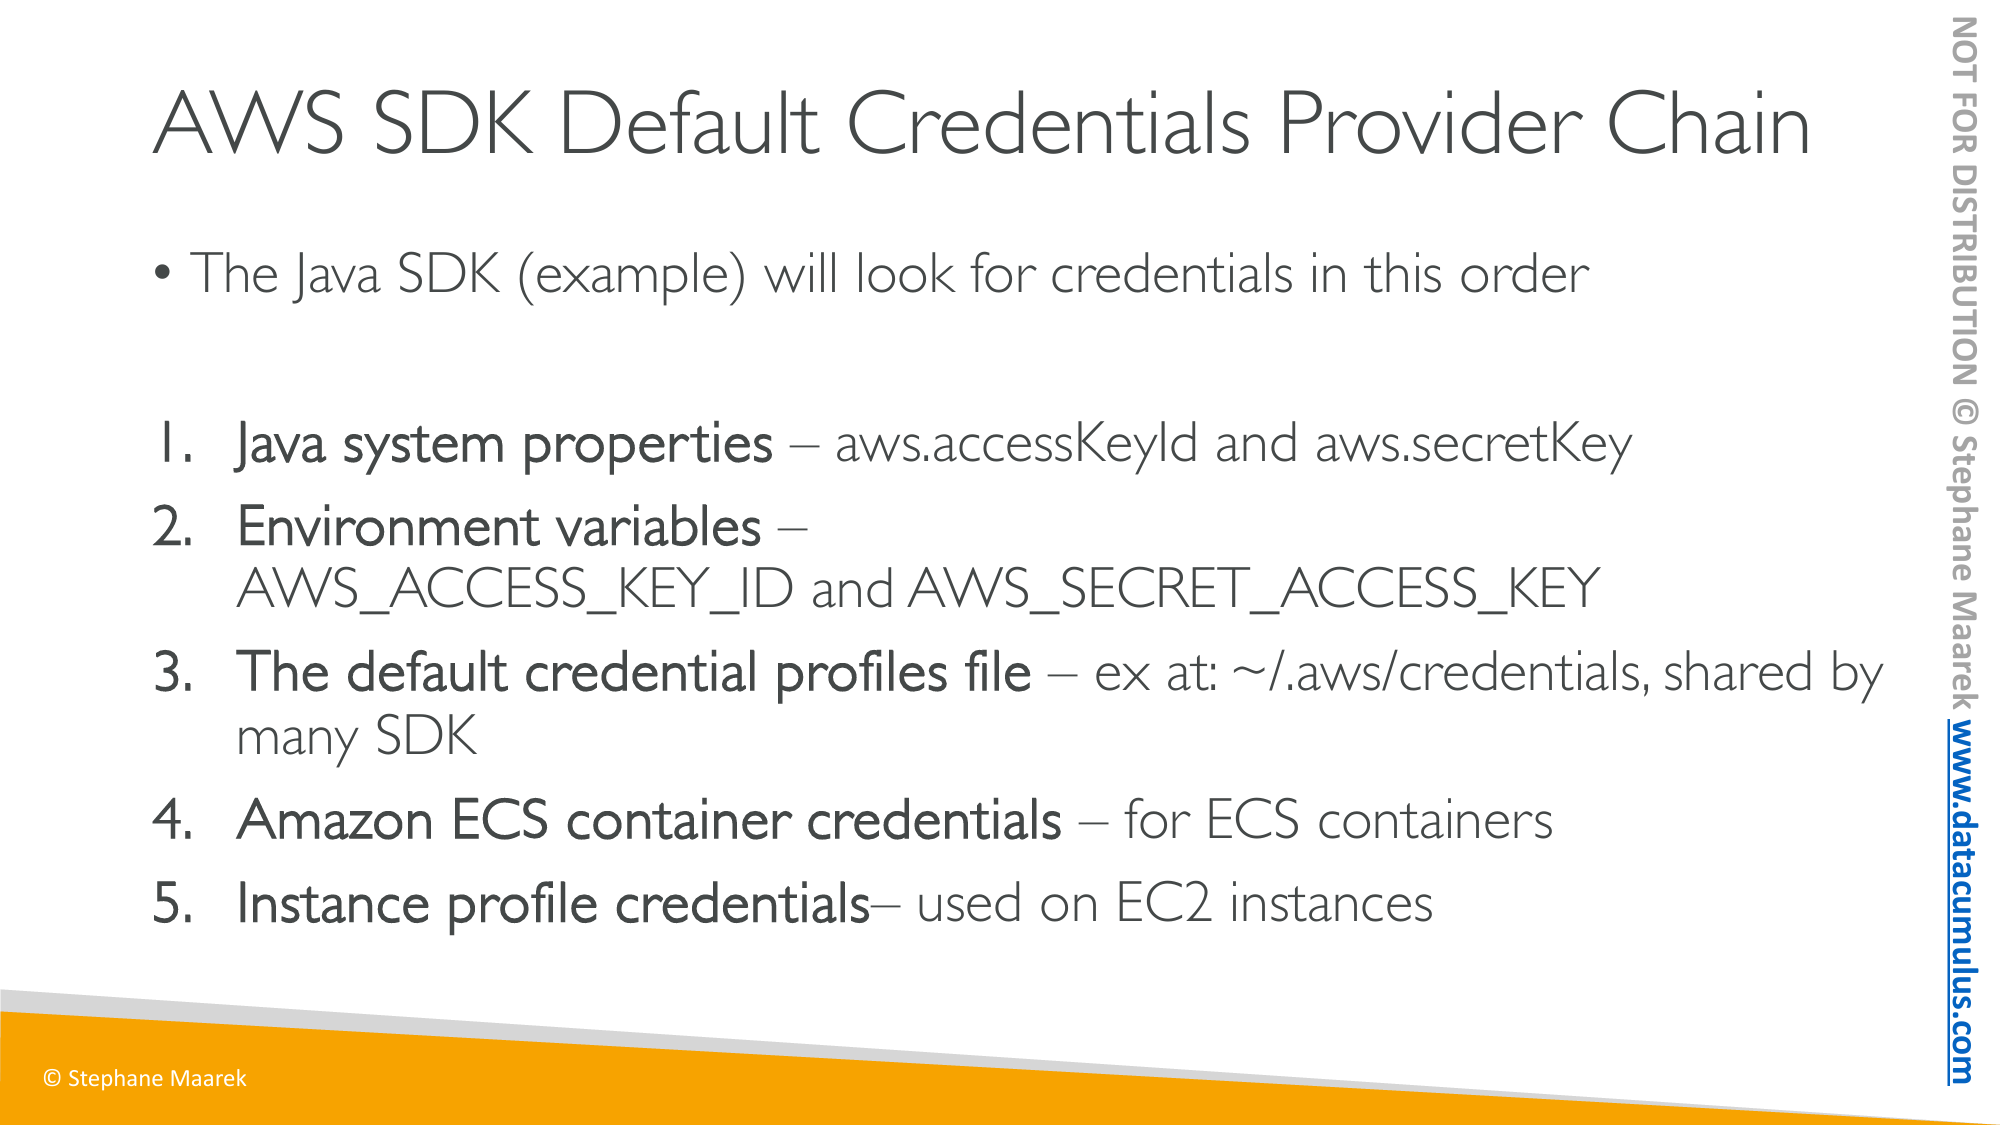 AWS SDK Default Credentials Provider Chain
• The Java SDK (example) will look for credentials in this order
1. Java system properties – aws.accessKeyId and aws.secretKey
2. Environment variables –
AWS_ACCESS_KEY_ID and AWS_SECRET_ACCESS_KEY
3. The default credential profiles file – ex at: ~/.aws/credentials, shared by
many SDK
4. Amazon ECS container credentials – for ECS containers
5. Instance profile credentials– used on EC2 instances
© Stephane Maarek
NOT FOR DISTRIBUTION © Stephane Maarek www.datacumulus.com